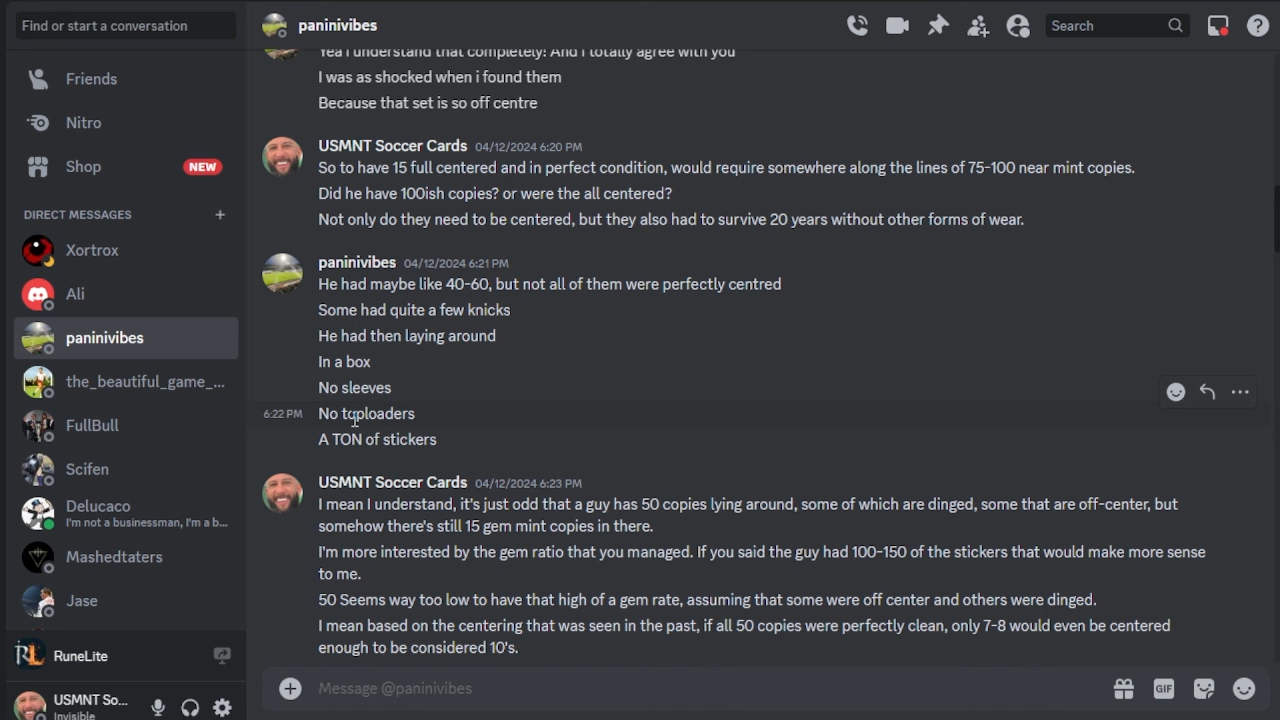 Find or start a conversation
paninivibes
Search
Friends
Nitro
Shop
NEW
DIRECT MESSAGES
Xortrox
Ali
paninivibes
the_beautiful_game_...
FullBull
Scifen
Delucaco
I'm not a businessman, I'm a b...
Mashedtaters
Jase
RuneLite
USMNT So...
Invisible
Yea I understand that completely! And I totally agree with you
I was as shocked when i found them
Because that set is so off centre
USMNT Soccer Cards 04/12/2024 6:20 PM
So to have 15 full centered and in perfect condition, would require somewhere along the lines of 75-100 near mint copies.
Did he have 100ish copies? or were the all centered?
Not only do they need to be centered, but they also had to survive 20 years without other forms of wear.
paninivibes 04/12/2024 6:21 PM
He had maybe like 40-60, but not all of them were perfectly centred
Some had quite a few knicks
He had then laying around
In a box
No sleeves
6:22 PM No toploaders
A TON of stickers
USMNT Soccer Cards 04/12/2024 6:23 PM
I mean I understand, it's just odd that a guy has 50 copies lying around, some of which are dinged, some that are off-center, but
somehow there's still 15 gem mint copies in there.
I'm more interested by the gem ratio that you managed. If you said the guy had 100-150 of the stickers that would make more sense
to me.
50 Seems way too low to have that high of a gem rate, assuming that some were off center and others were dinged.
I mean based on the centering that was seen in the past, if all 50 copies were perfectly clean, only 7-8 would even be centered
enough to be considered 10's.
Message @paninivibes
GIF